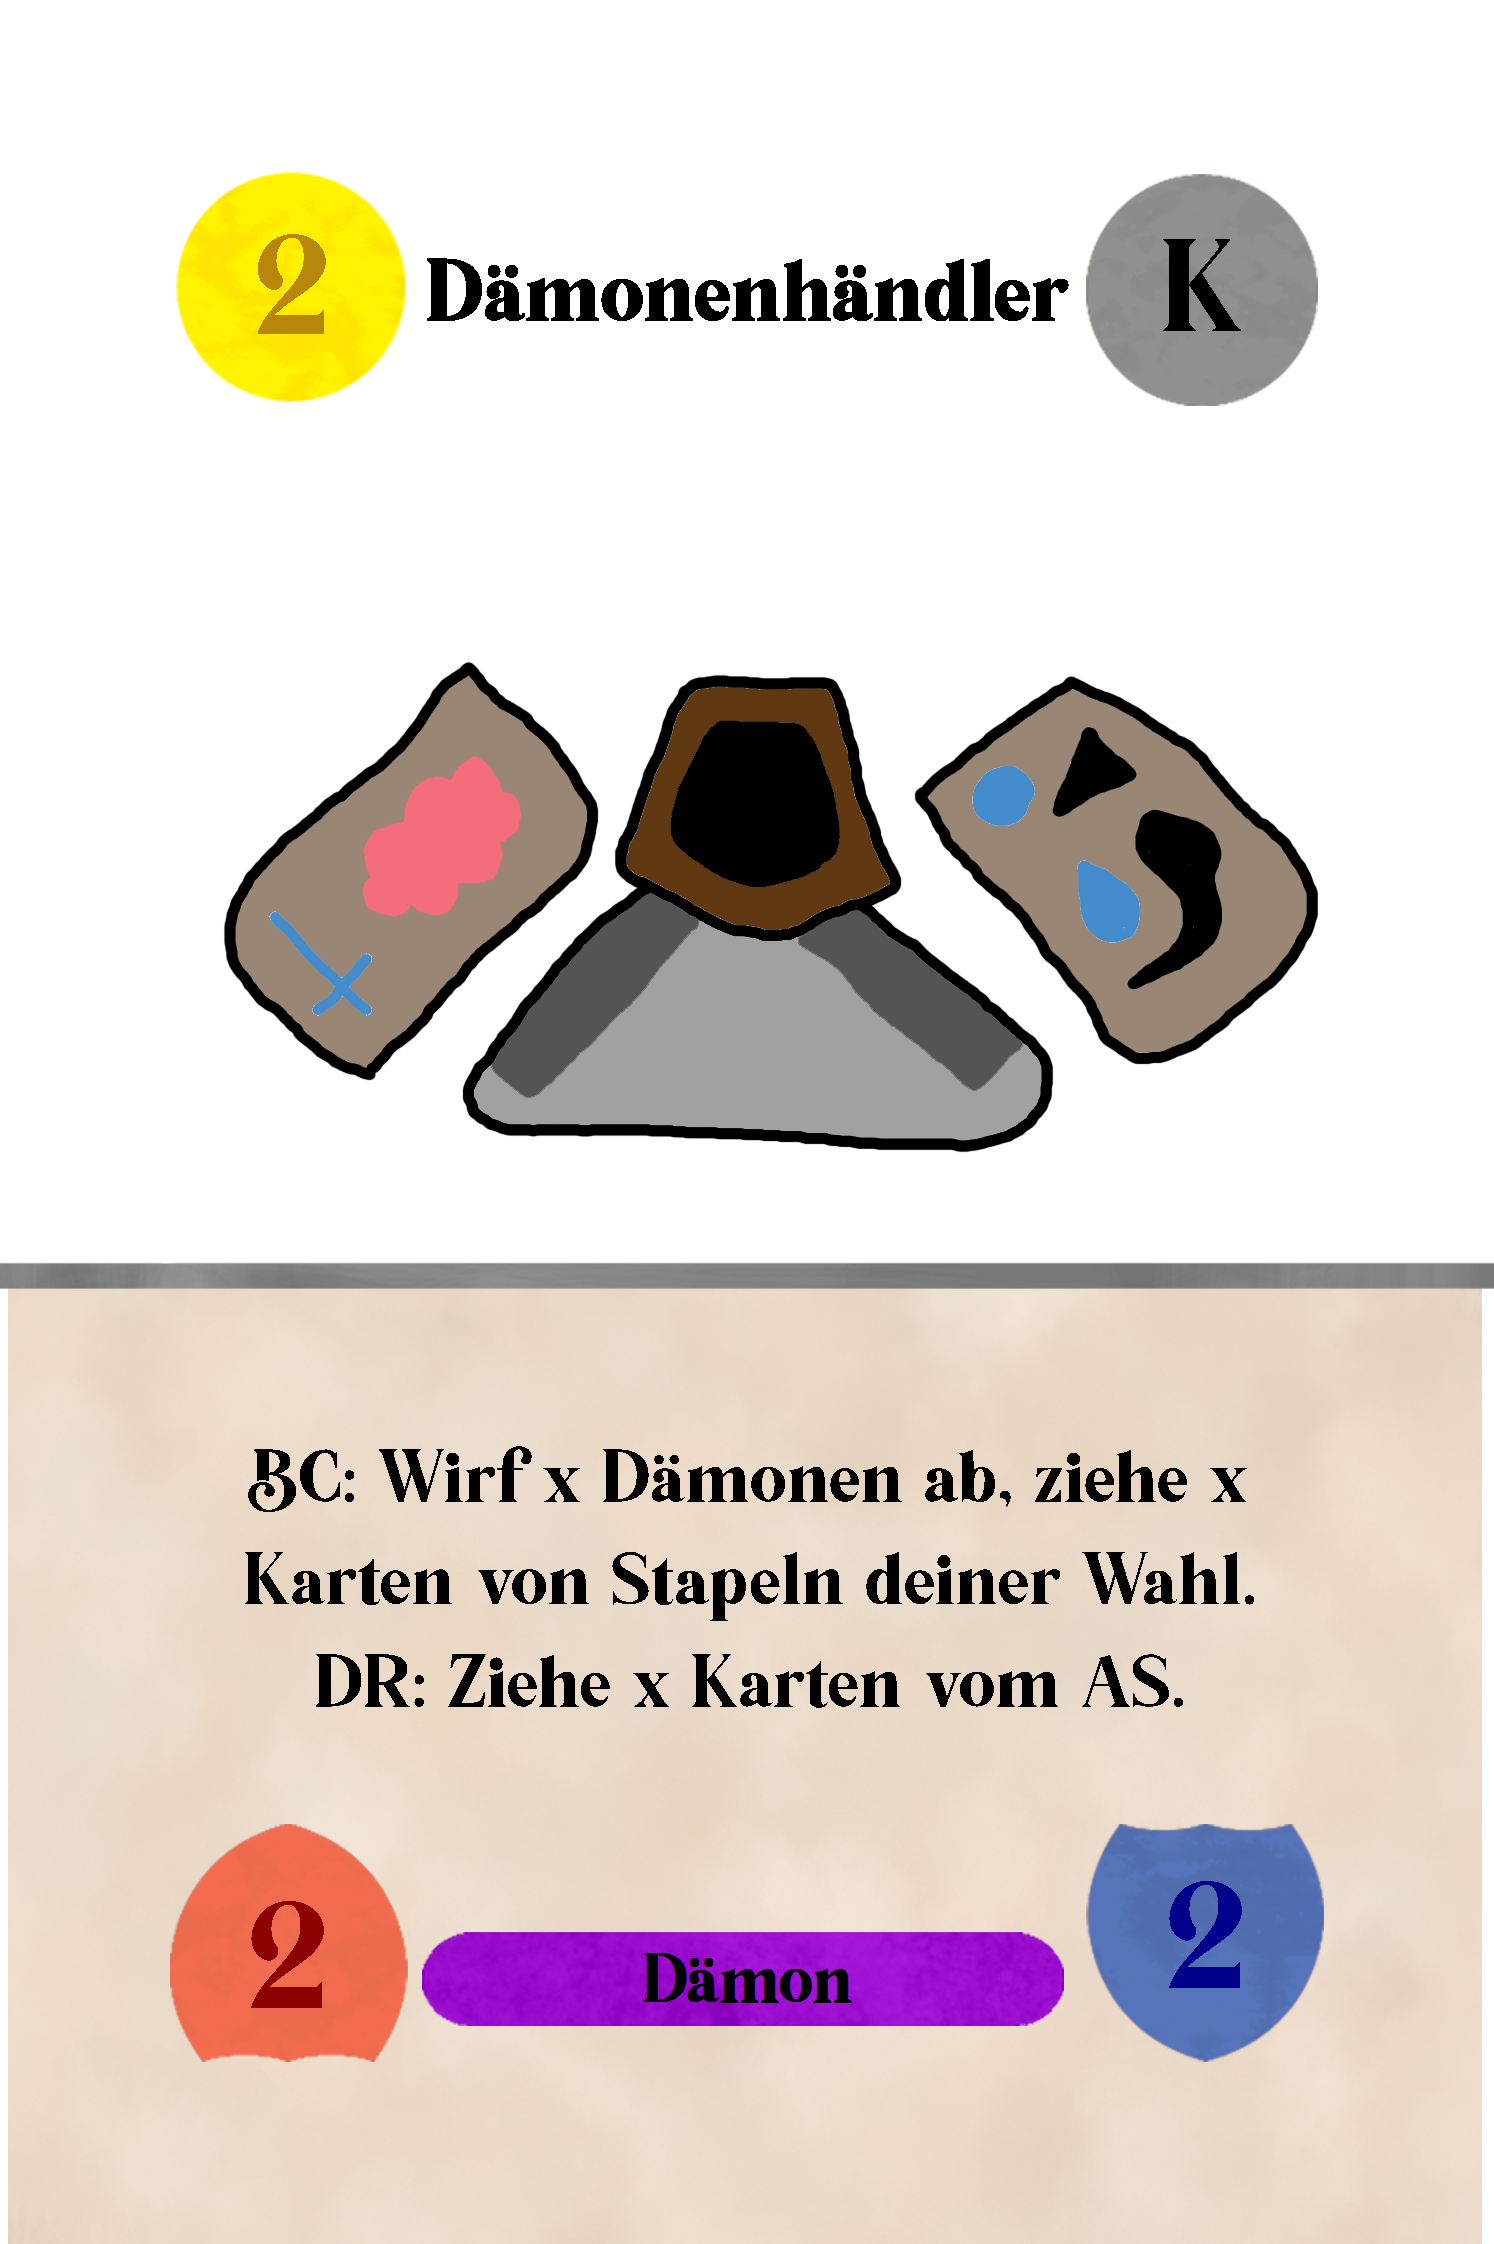 2 Dämonenhändler K
BC: Wirf x Dämonen ab, ziehe x
Karten von Stapeln deiner Wahl.
DR: Ziehe x Karten vom AS.
2 Dämon 2